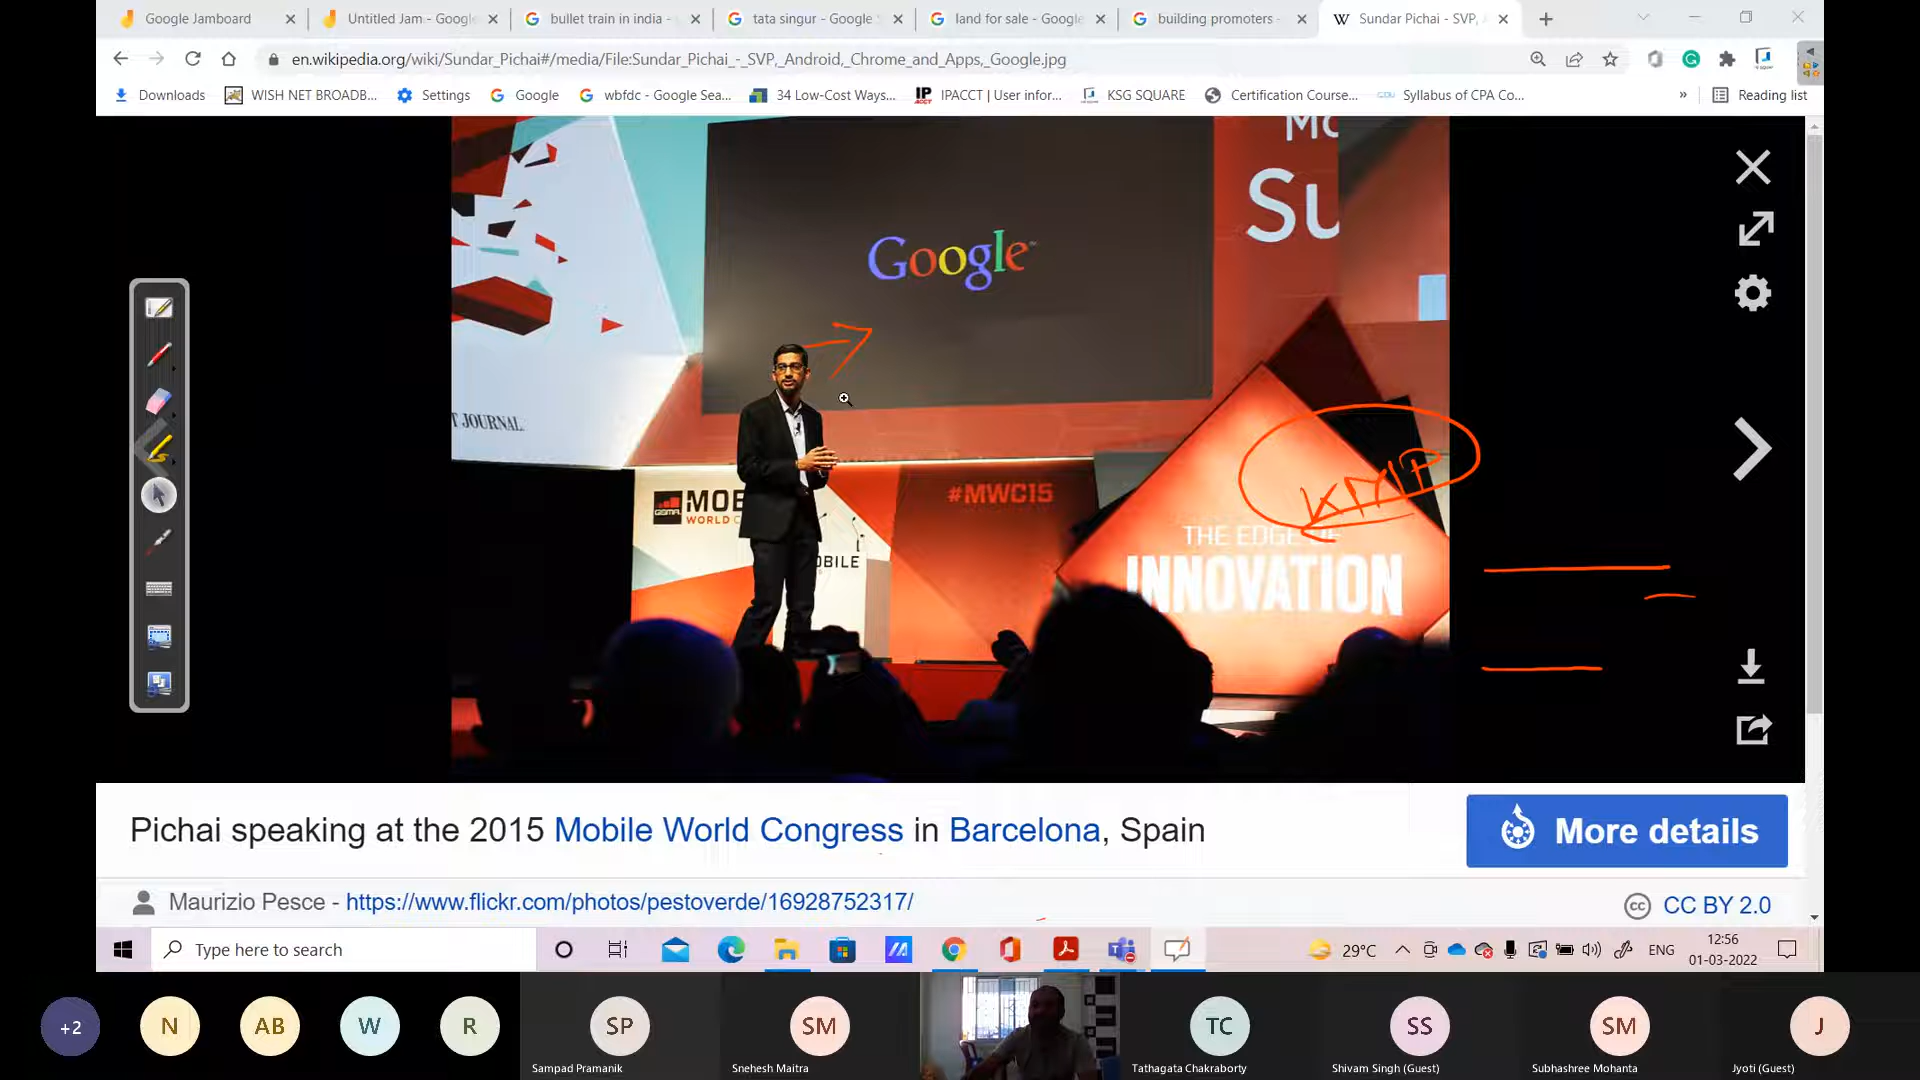 Google Jamboard
Untitled Jam - Google
bullet train in india -
tata singur - Google S
land for sale - Google
building promoters -
Sundar Pichai - SVP, A
en.wikipedia.org/wiki/Sundar_Pichai#/media/File:Sundar_Pichai_-_SVP,_Android,_Chrome_and_Apps,_Google.jpg
Downloads
WISH NET BROADB...
Settings
Google
wbfdc - Google Sea...
34 Low-Cost Ways...
IPACCT | User infor...
KSG SQUARE
Certification Course...
Syllabus of CPA Co...
»
Reading list
Mo
Su
Google
T JOURNAL.
KMP
GSMA
MOB
WORLD C
#MWC15
MOBILE
THE EDGE OF
INNOVATION
Pichai speaking at the 2015 Mobile World Congress in Barcelona, Spain
More details
Maurizio Pesce - https://www.flickr.com/photos/pestoverde/16928752317/
CC BY 2.0
Type here to search
29°C
ENG
12:56
01-03-2022
+2
N
AB
W
R
SP
Sampad Pramanik
SM
Snehesh Maitra
TC
Tathagata Chakraborty
SS
Shivam Singh (Guest)
SM
Subhashree Mohanta
J
Jyoti (Guest)